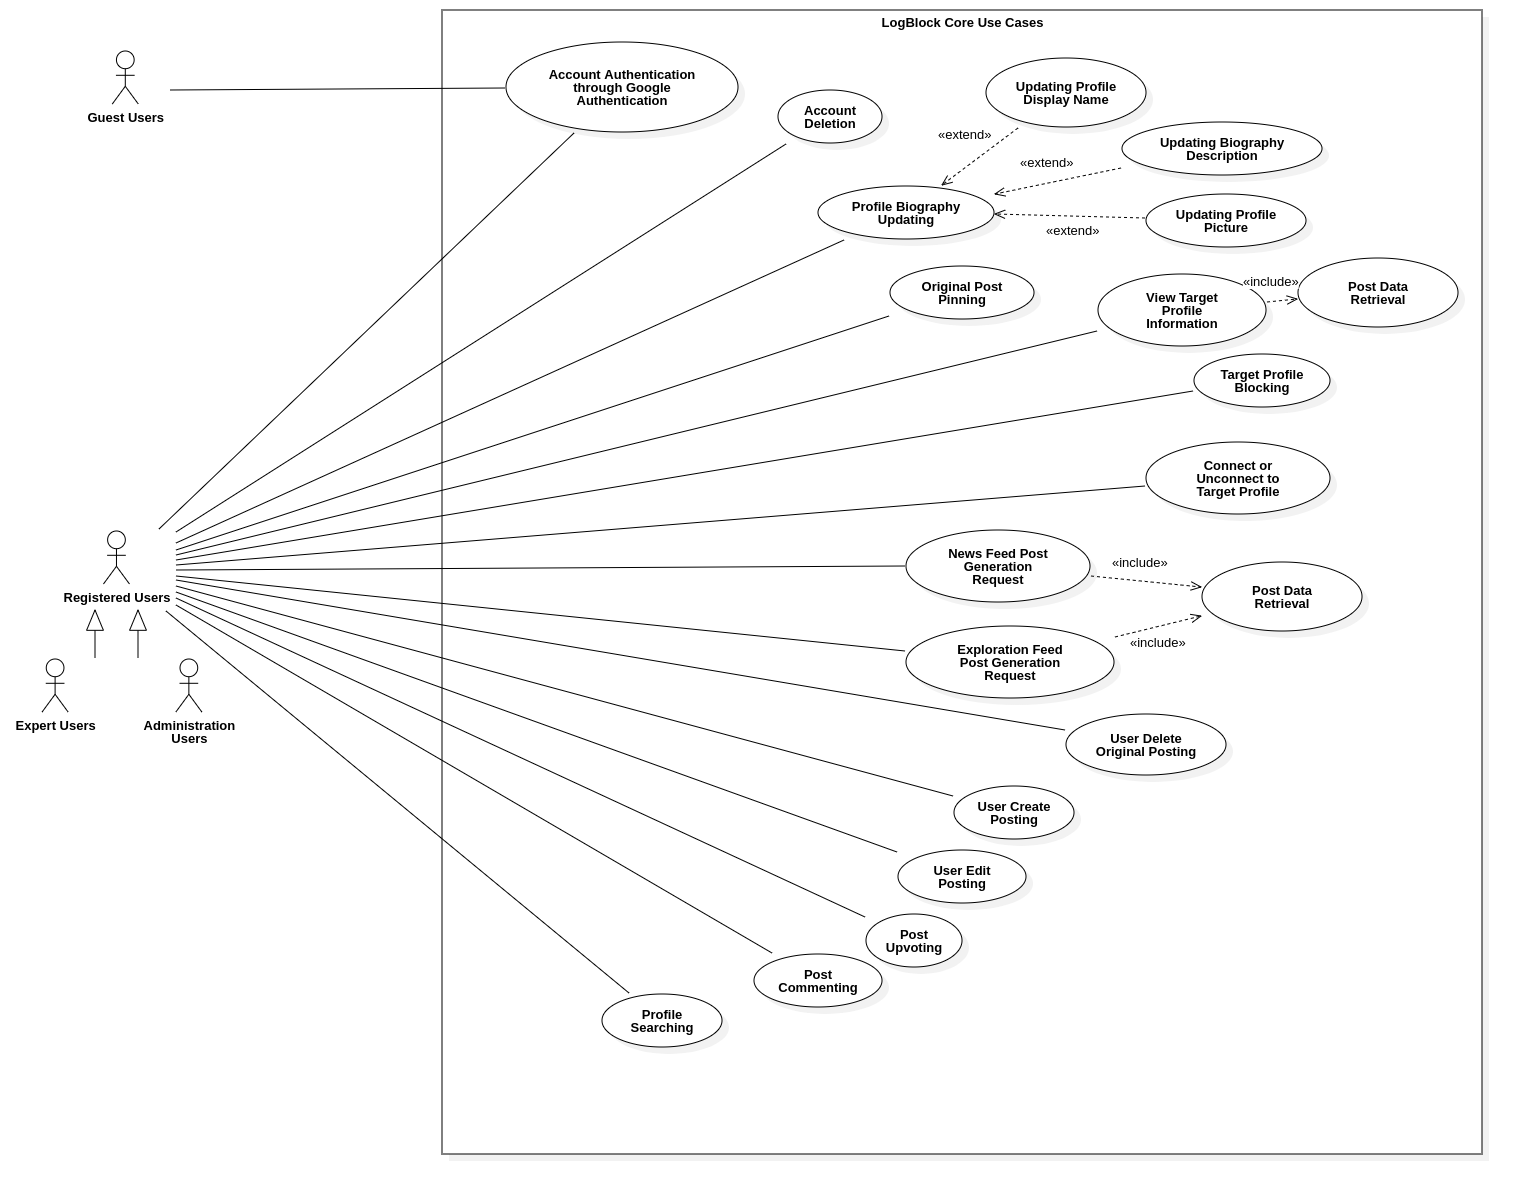 LogBlock Core Use Cases
Guest Users
Account Authentication
through Google
Authentication
Account
Deletion
Updating Profile
Display Name
«extend»
Updating Biography
Description
«extend»
Profile Biography
Updating
Updating Profile
Picture
«extend»
Original Post
Pinning
View Target
Profile
Information
«include»
Post Data
Retrieval
Target Profile
Blocking
Connect or
Unconnect to
Target Profile
News Feed Post
Generation
Request
«include»
Post Data
Retrieval
Registered Users
Exploration Feed
Post Generation
Request
«include»
Expert Users
Administration
Users
User Delete
Original Posting
User Create
Posting
User Edit
Posting
Post
Upvoting
Post
Commenting
Profile
Searching